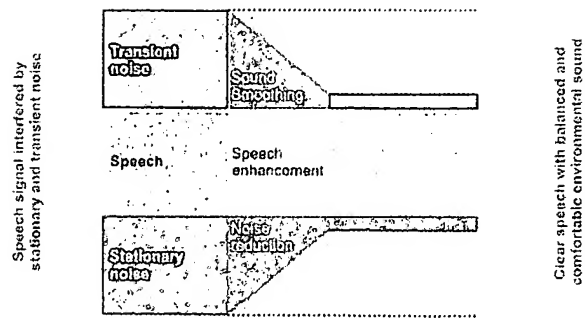 Speech signal interfered by
stationary and transient noise
Transient
noise
Sound
Smoothing
Speech
Speech
enhancement
Stationary
noise
Noise
reduction
Clear speech with balanced and
comfortable environmental sound